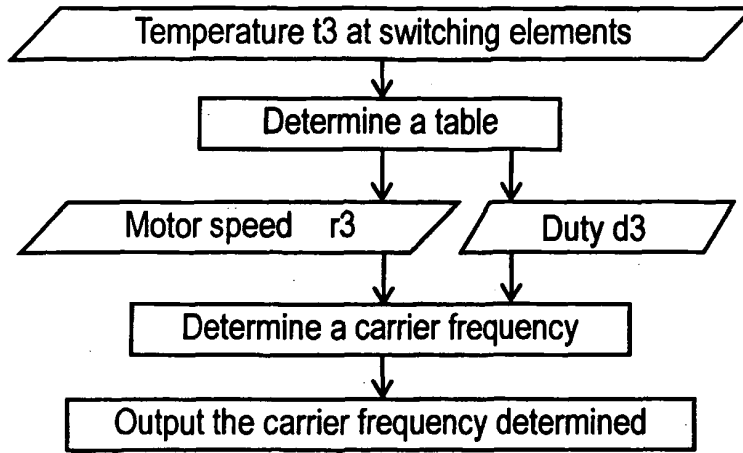 Temperature t3 at switching elements
Determine a table
Motor speed r3
Duty d3
Determine a carrier frequency
Output the carrier frequency determined